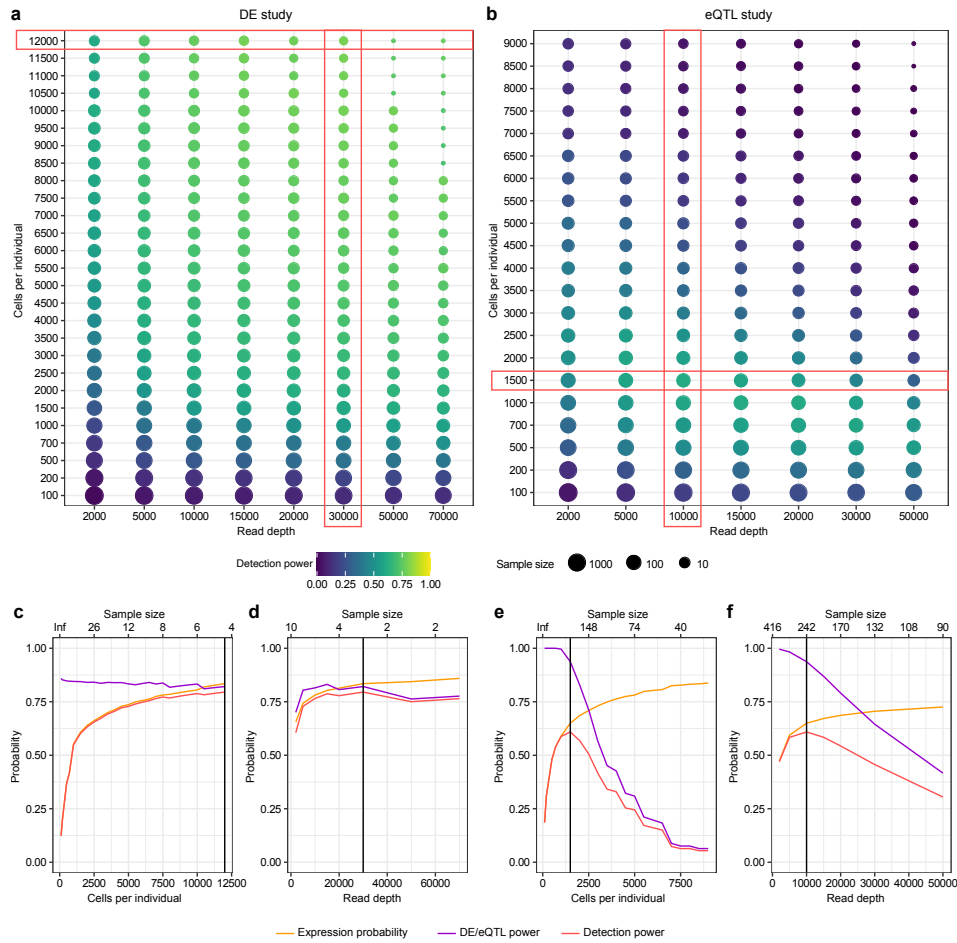 a DE study
Cells per individual
12000
11500
11000
10500
10000
9500
9000
8500
8000
7500
7000
6500
6000
5500
5000
4500
4000
3500
3000
2500
2000
1500
1000
700
500
200
100
2000 5000 10000 15000 20000 30000 50000 70000
Read depth
b eQTL study
Cells per individual
9000
8500
8000
7500
7000
6500
6000
5500
5000
4500
4000
3500
3000
2500
2000
1500
1000
700
500
200
100
2000 5000 10000 15000 20000 30000 50000
Read depth
Detection power
0.00 0.25 0.50 0.75 1.00
Sample size 1000 100 10
c Sample size
Inf 26 12 8 6 4
Probability
1.00
0.75
0.50
0.25
0.00
0 2500 5000 7500 10000 12500
Cells per individual
d Sample size
10 4 2 2
Probability
1.00
0.75
0.50
0.25
0.00
0 20000 40000 60000
Read depth
e Sample size
Inf 148 74 40
Probability
1.00
0.75
0.50
0.25
0.00
0 2500 5000 7500
Cells per individual
f Sample size
416 242 170 132 108 90
Probability
1.00
0.75
0.50
0.25
0.00
0 10000 20000 30000 40000 50000
Read depth
Expression probability DE/eQTL power Detection power